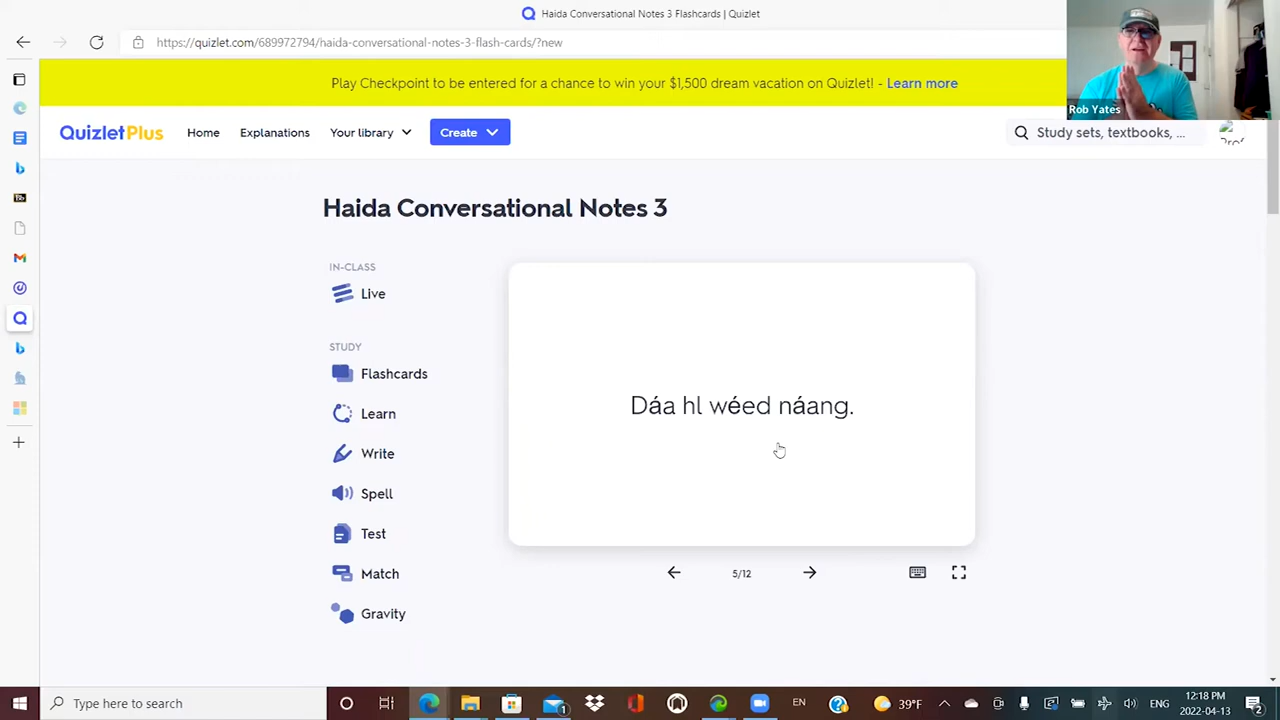 Haida Conversational Notes 3 Flashcards | Quizlet
https://quizlet.com/689972794/haida-conversational-notes-3-flash-cards/?new
Play Checkpoint to be entered for a chance to win your $1,500 dream vacation on Quizlet! - Learn more
Rob Yates
QuizletPlus
Home
Explanations
Your library
Create
Study sets, textbooks, ...
Haida Conversational Notes 3
IN-CLASS
Live
STUDY
Flashcards
Learn
Write
Spell
Test
Match
Gravity
Dáa hl wéed náang.
5/12
Type here to search
EN
39°F
ENG
12:18 PM
2022-04-13